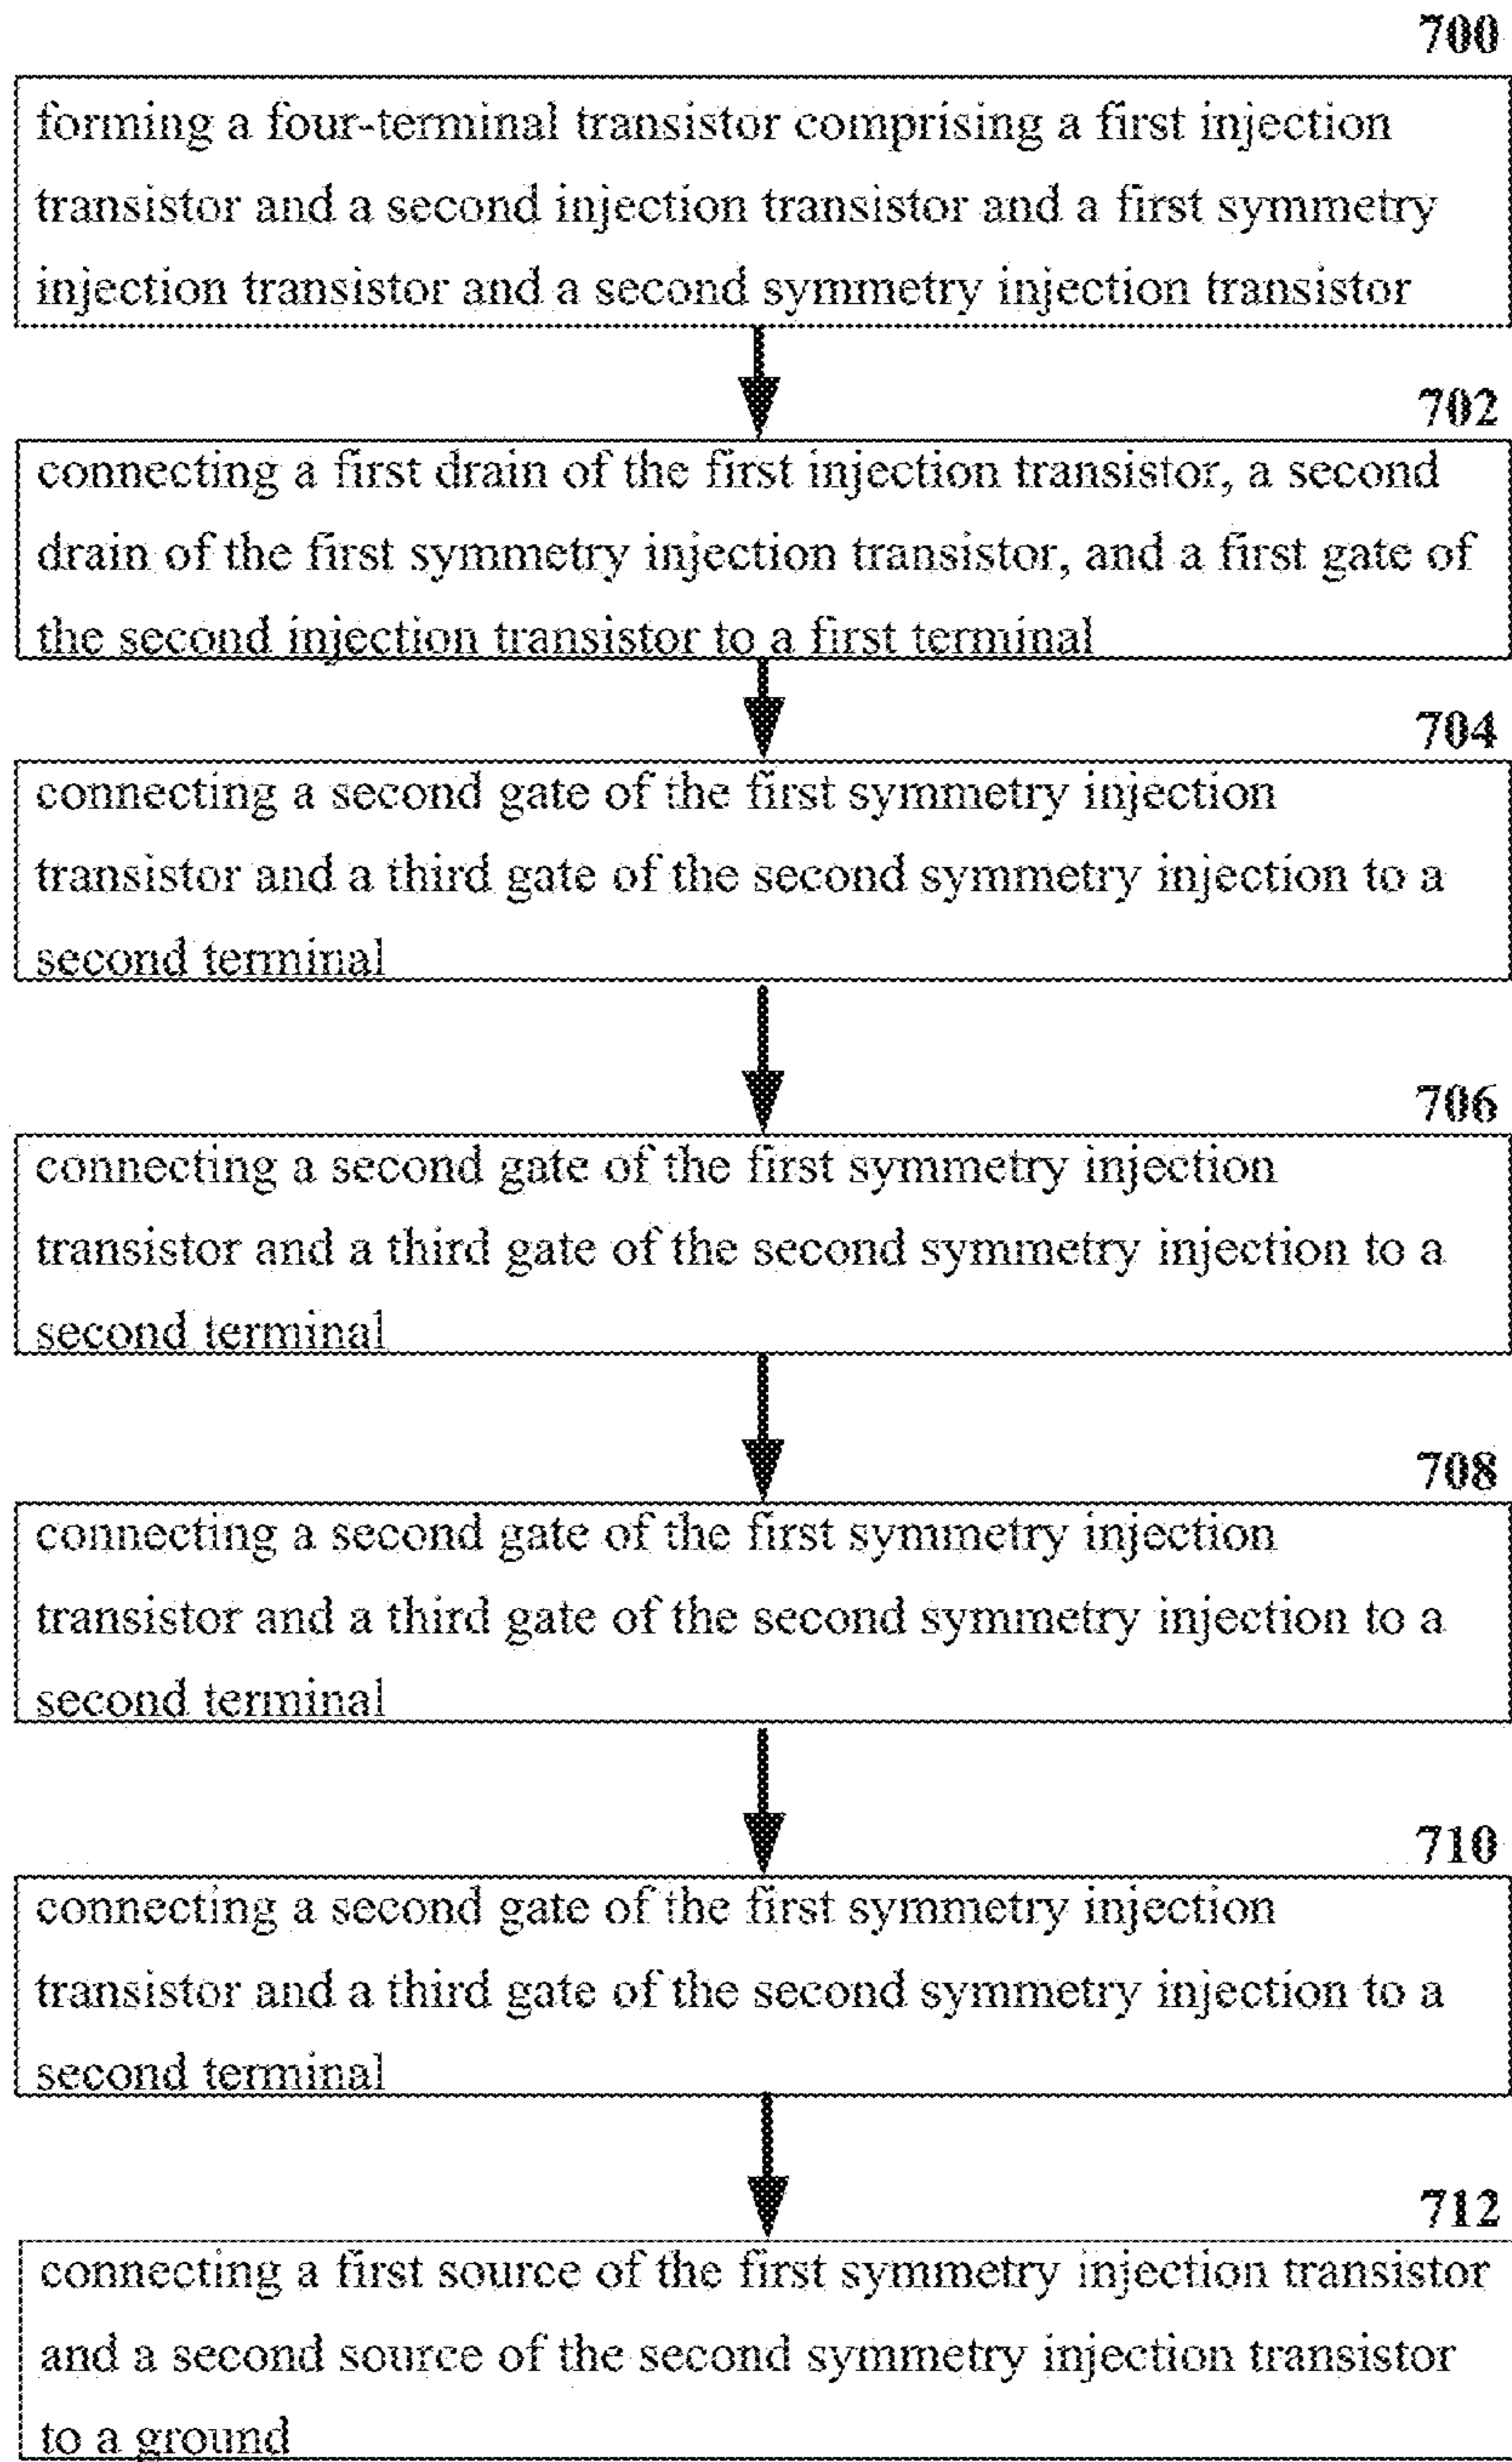 700
forming a four-terminal transistor comprising a first injection
transistor and a second injection transistor and a first symmetry
injection transistor and a second symmetry injection transistor
702
connecting a first drain of the first injection transistor, a second
drain of the first symmetry injection transistor, and a first gate of
the second injection transistor to a first terminal
704
connecting a second gate of the first symmetry injection
transistor and a third gate of the second symmetry injection to a
second terminal
706
connecting a second gate of the first symmetry injection
transistor and a third gate of the second symmetry injection to a
second terminal
708
connecting a second gate of the first symmetry injection
transistor and a third gate of the second symmetry injection to a
second terminal
710
connecting a second gate of the first symmetry injection
transistor and a third gate of the second symmetry injection to a
second terminal
712
connecting a first source of the first symmetry injection transistor
and a second source of the second symmetry injection transistor
to a ground